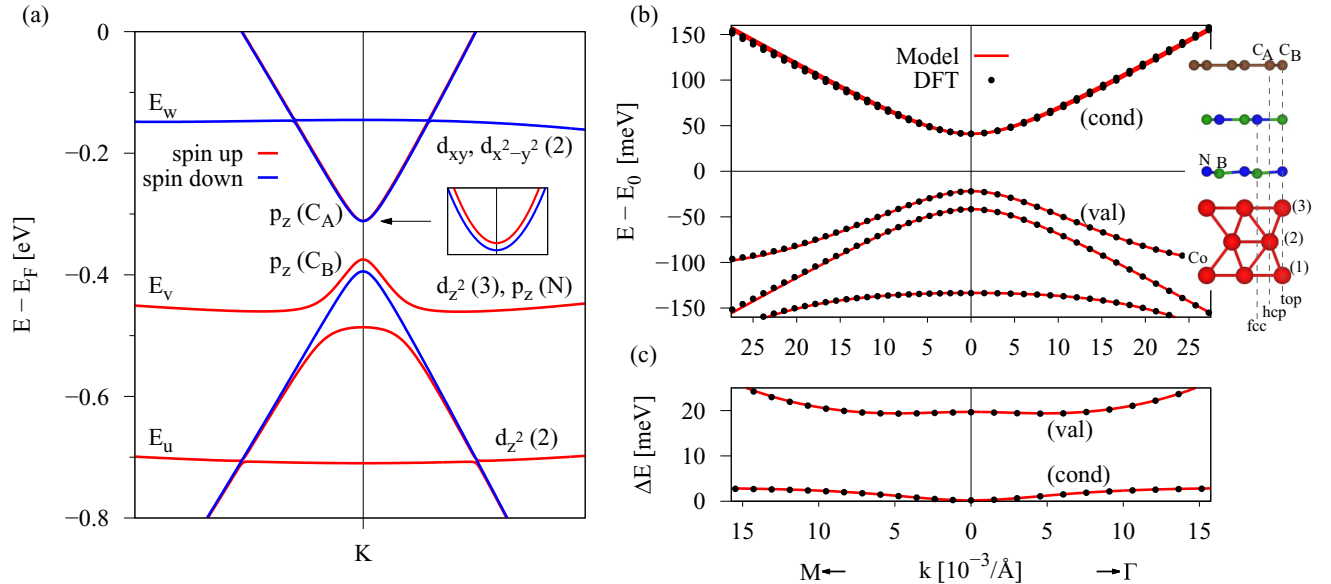 (a)
0
−0.2
−0.4
−0.6
−0.8
E − E_F [eV]
E_w
spin up
spin down
d_xy, d_x²−y² (2)
p_z (C_A)
p_z (C_B)
E_v
d_z² (3), p_z (N)
E_u
d_z² (2)
K
(b)
150
100
50
0
−50
−100
−150
E − E_0 [meV]
Model
DFT
(cond)
(val)
25 20 15 10 5 0 5 10 15 20 25
C_A C_B
N B
Co
(3)
(2)
(1)
top
hcp
fcc
(c)
20
10
0
ΔE [meV]
(val)
(cond)
15 10 5 0 5 10 15
M k [10⁻³/Å] Γ